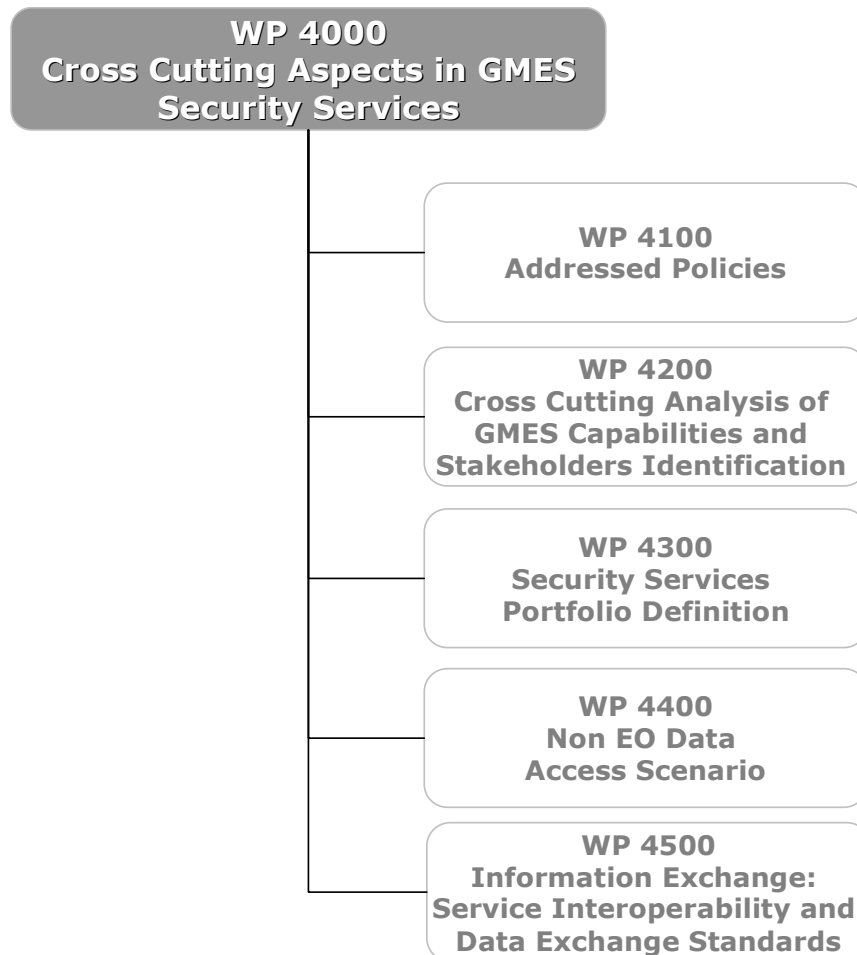 WP 4000
Cross Cutting Aspects in GMES
Security Services
WP 4100
Addressed Policies
WP 4200
Cross Cutting Analysis of
GMES Capabilities and
Stakeholders Identification
WP 4300
Security Services
Portfolio Definition
WP 4400
Non EO Data
Access Scenario
WP 4500
Information Exchange:
Service Interoperability and
Data Exchange Standards